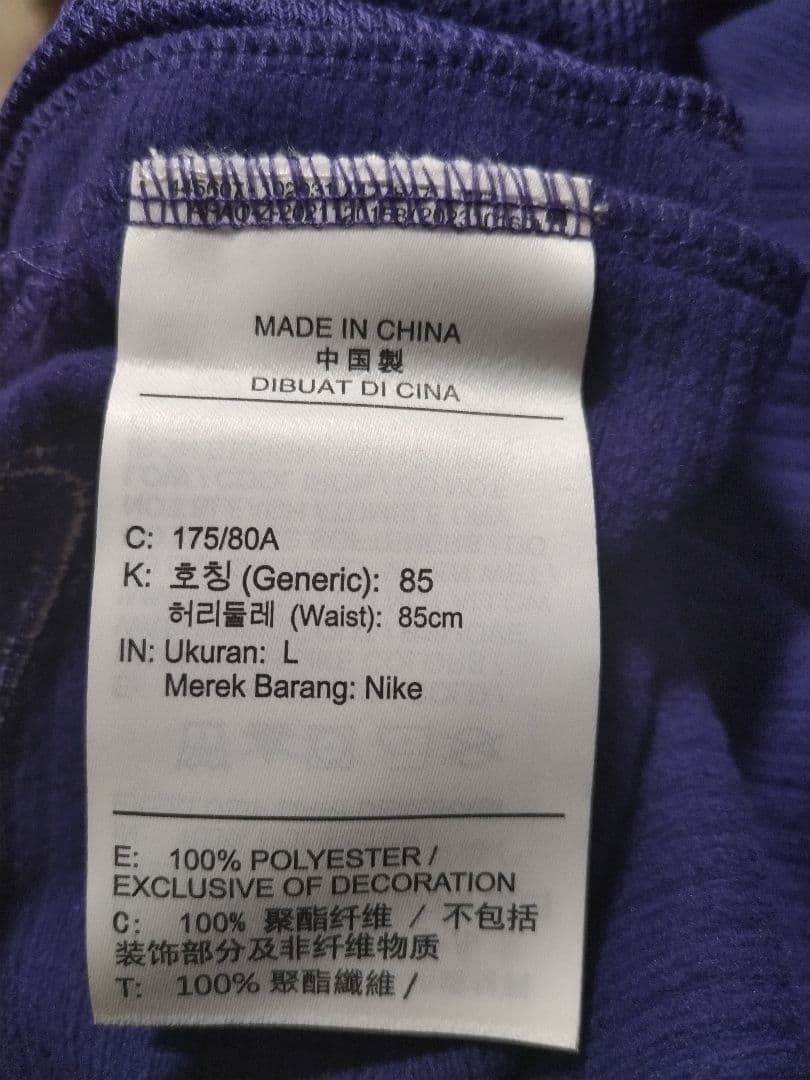 MADE IN CHINA
中国製
DIBUAT DI CINA
C: 175/80A
K: 호칭 (Generic): 85
허리둘레 (Waist): 85cm
IN: Ukuran: L
Merek Barang: Nike
E: 100% POLYESTER /
EXCLUSIVE OF DECORATION
C: 100% 聚酯纤维 / 不包括
装饰部分及非纤维物质
T: 100% 聚酯纖維 /